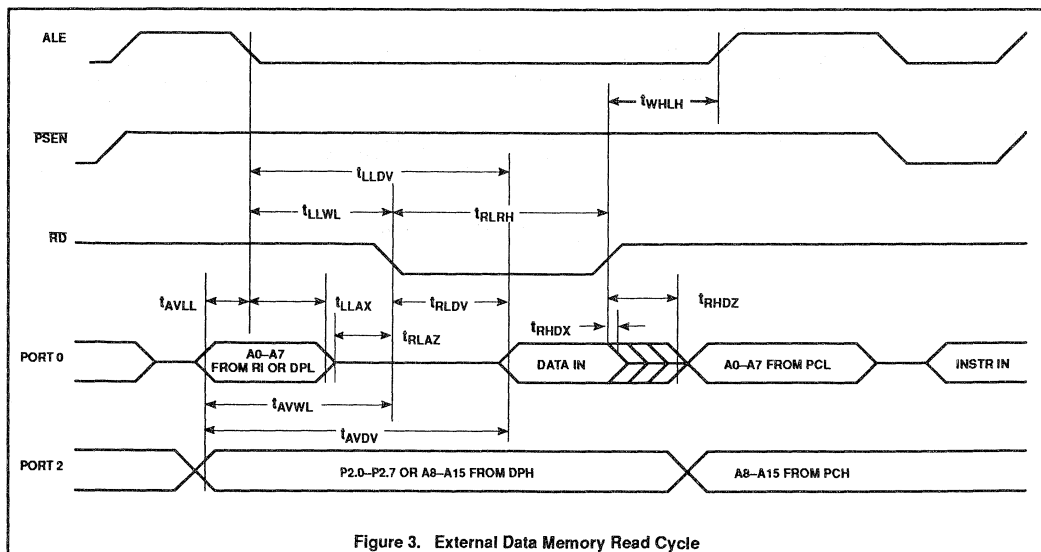 ALE
tWHLH
PSEN
tLLDV
tLLWL
tRLRH
RD
tAVLL
tLLAX
tRLDV
tRHDZ
tRLAZ
tRHDX
PORT 0
A0–A7
FROM RI OR DPL
DATA IN
A0–A7 FROM PCL
INSTR IN
tAVWL
tAVDV
PORT 2
P2.0–P2.7 OR A8–A15 FROM DPH
A8–A15 FROM PCH
Figure 3. External Data Memory Read Cycle